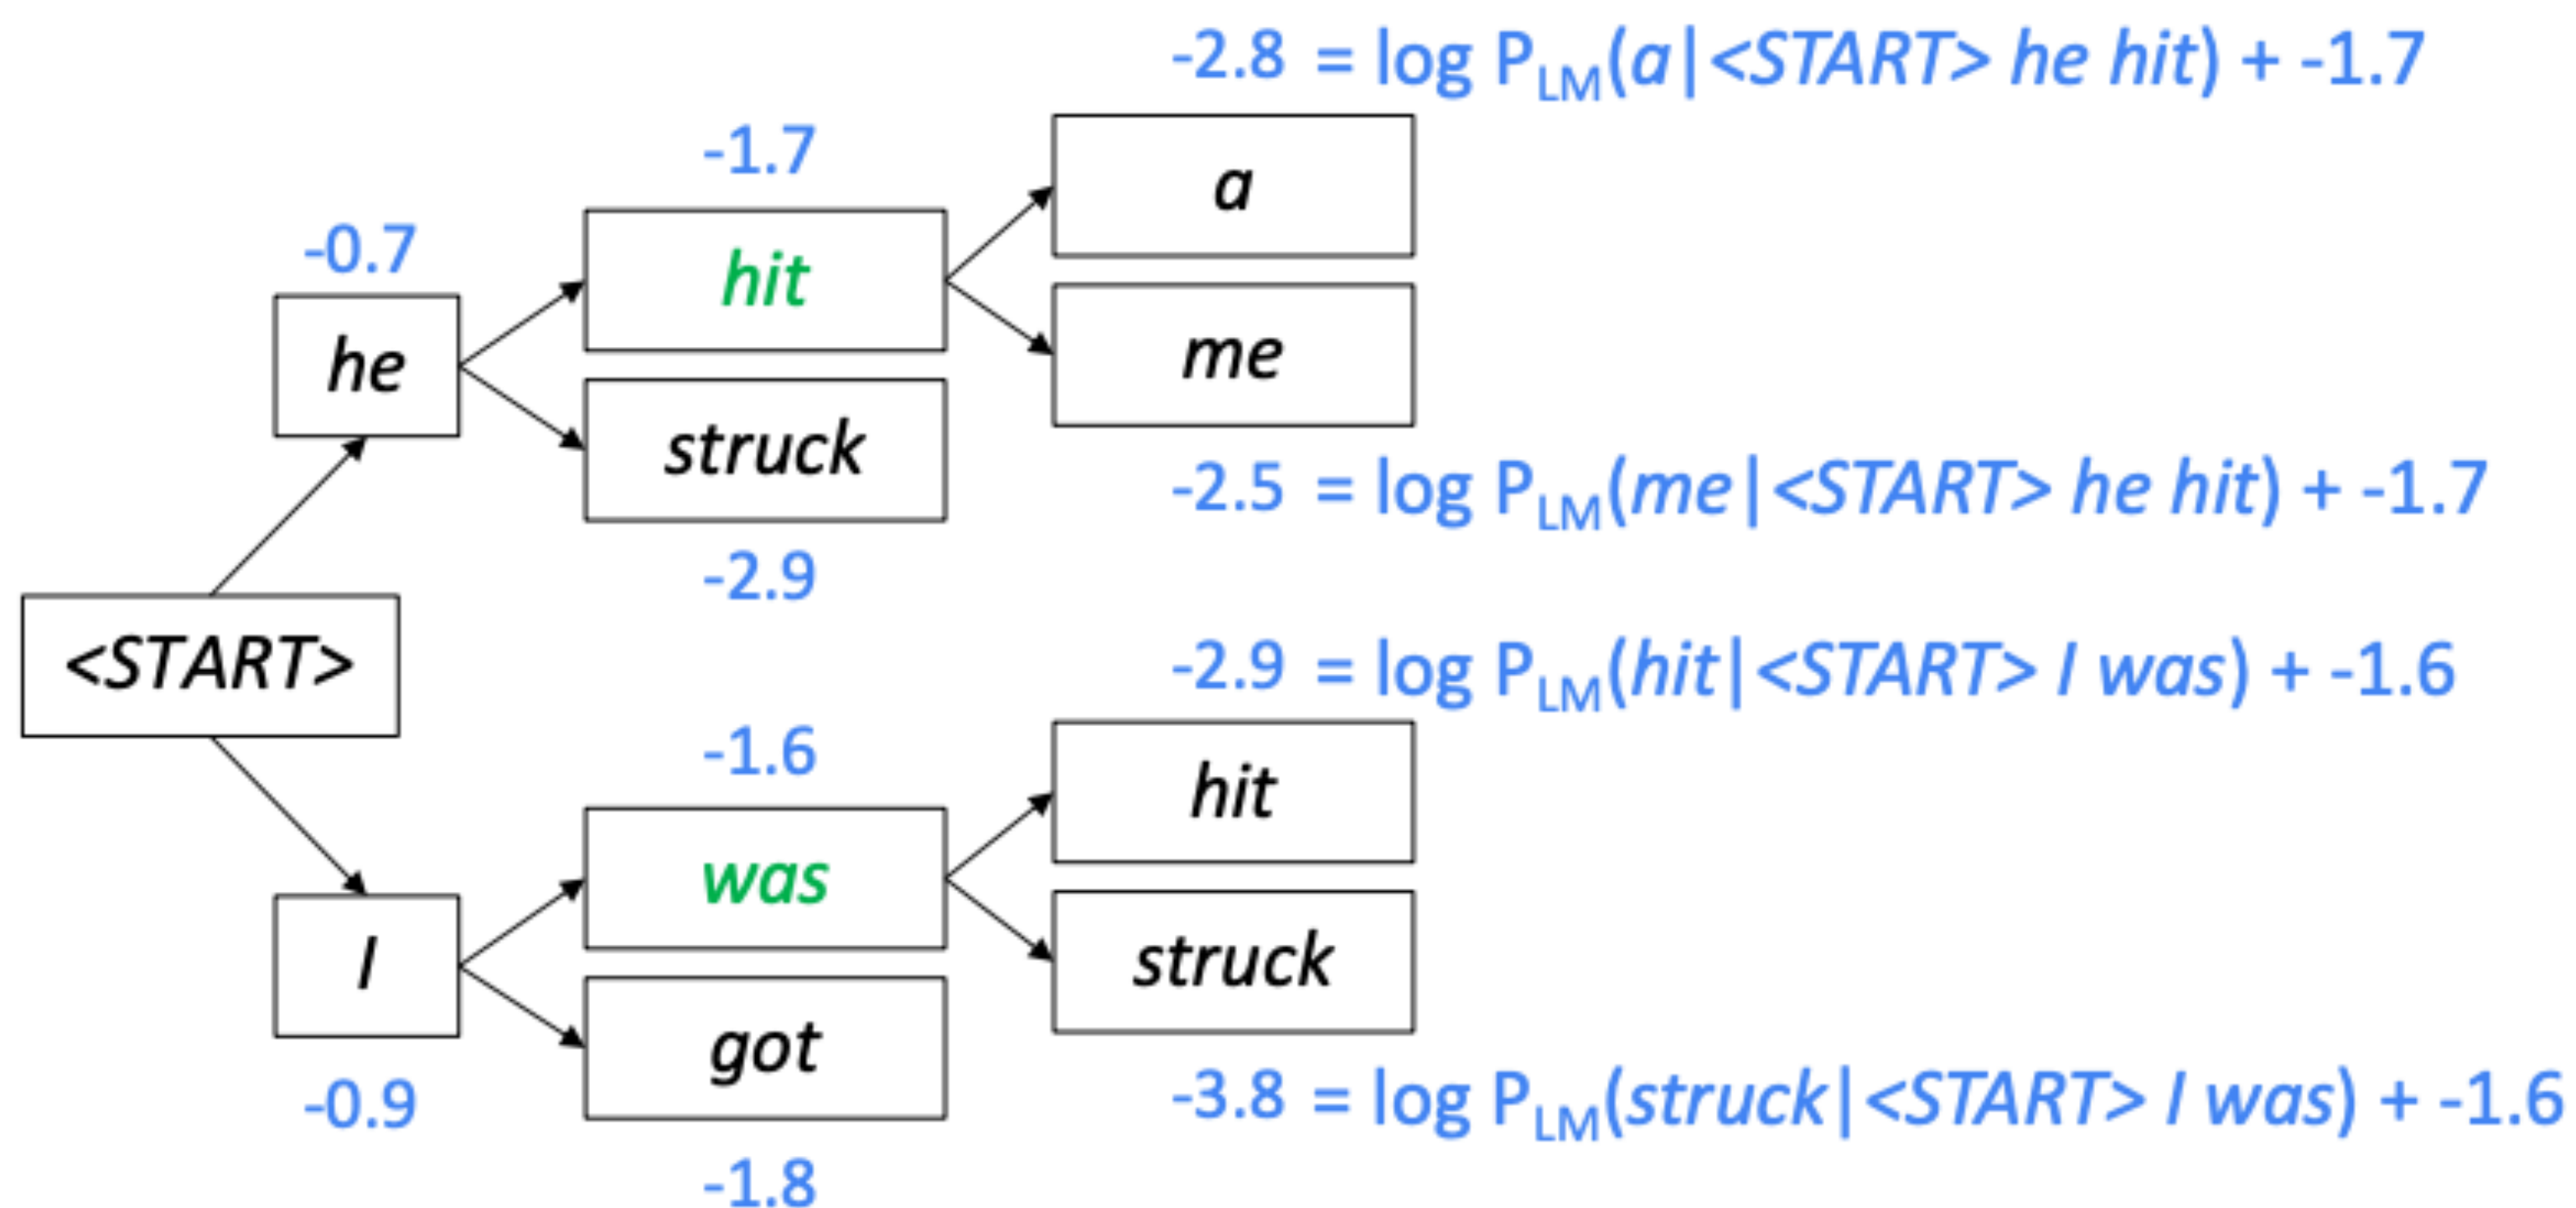 -2.8 = log P_LM(a|<START> he hit) + -1.7
-1.7
a
-0.7
hit
he
me
struck
-2.5 = log P_LM(me|<START> he hit) + -1.7
-2.9
<START>
-2.9 = log P_LM(hit|<START> I was) + -1.6
-1.6
hit
was
I
struck
got
-0.9
-3.8 = log P_LM(struck|<START> I was) + -1.6
-1.8